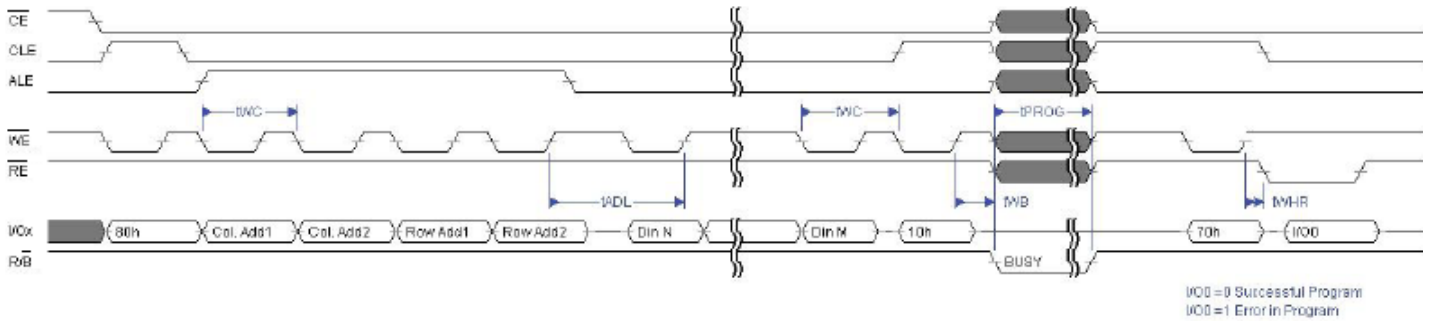 CE
CLE
ALE
tWC tWC tPROG
WE
RE
tADL tWB tWHR
I/Ox 80h Col. Add1 Col. Add2 Row Add1 Row Add2 Din N Din M 10h 70h I/O0
R/B BUSY
I/O0 =0 Successful Program
I/O0 =1 Error in Program